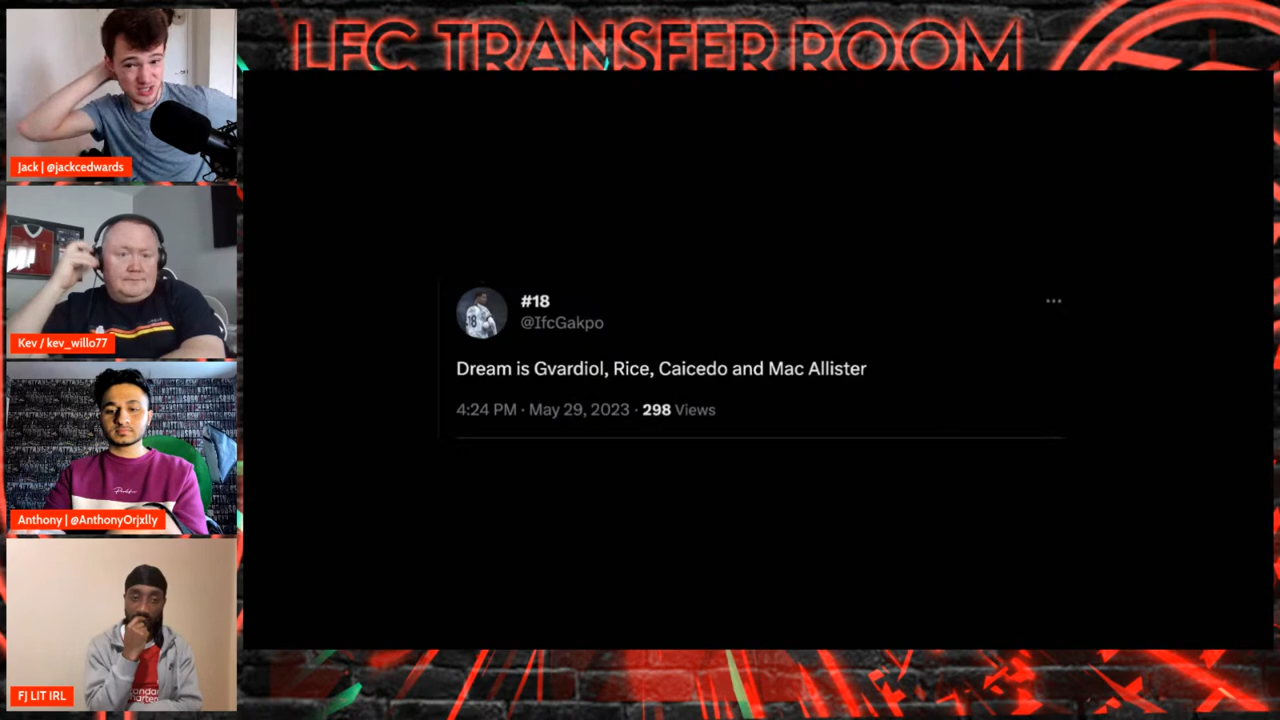 LFC TRANSFER ROOM
Jack | @jackcedwards
Kev / kev_willo77
Anthony | @AnthonyOrjxlly
FJ LIT IRL
#18
@lfcGakpo
Dream is Gvardiol, Rice, Caicedo and Mac Allister
4:24 PM · May 29, 2023 · 298 Views